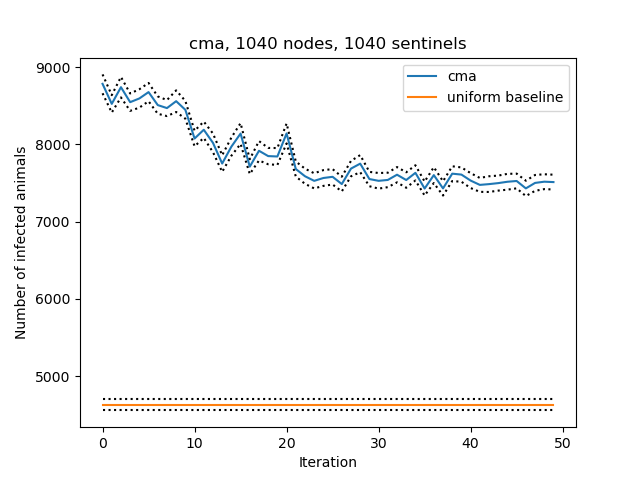 cma, 1040 nodes, 1040 sentinels
cma
uniform baseline
Number of infected animals
9000
8000
7000
6000
5000
0 10 20 30 40 50
Iteration